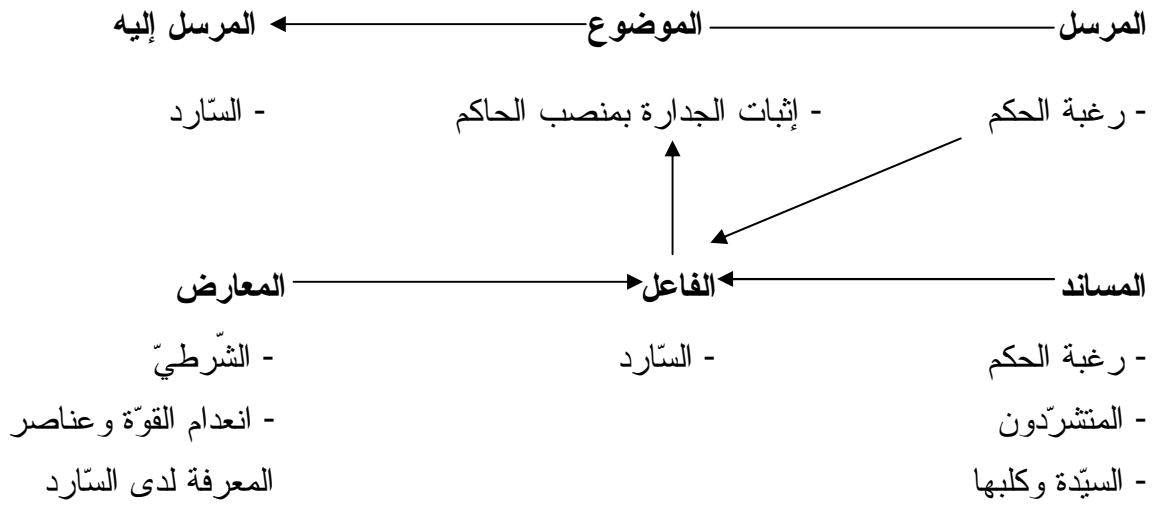 المرسل الموضوع المرسل إليه
- رغبة الحكم - إثبات الجدارة بمنصب الحاكم - السّارد
المساند الفاعل المعارض
- رغبة الحكم - السّارد - الشّرطيّ
- المتشرّدون - انعدام القوّة وعناصر
- السيّدة وكلبها المعرفة لدى السّارد